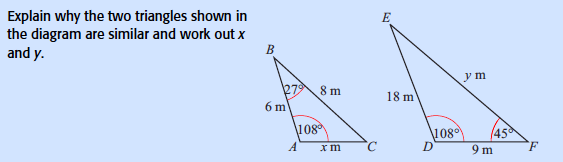 Explain why the two triangles shown in
the diagram are similar and work out x
and y.
E
B
y m
27° 8 m
18 m
6 m
108°
108° 45°
A x m C
D 9 m F